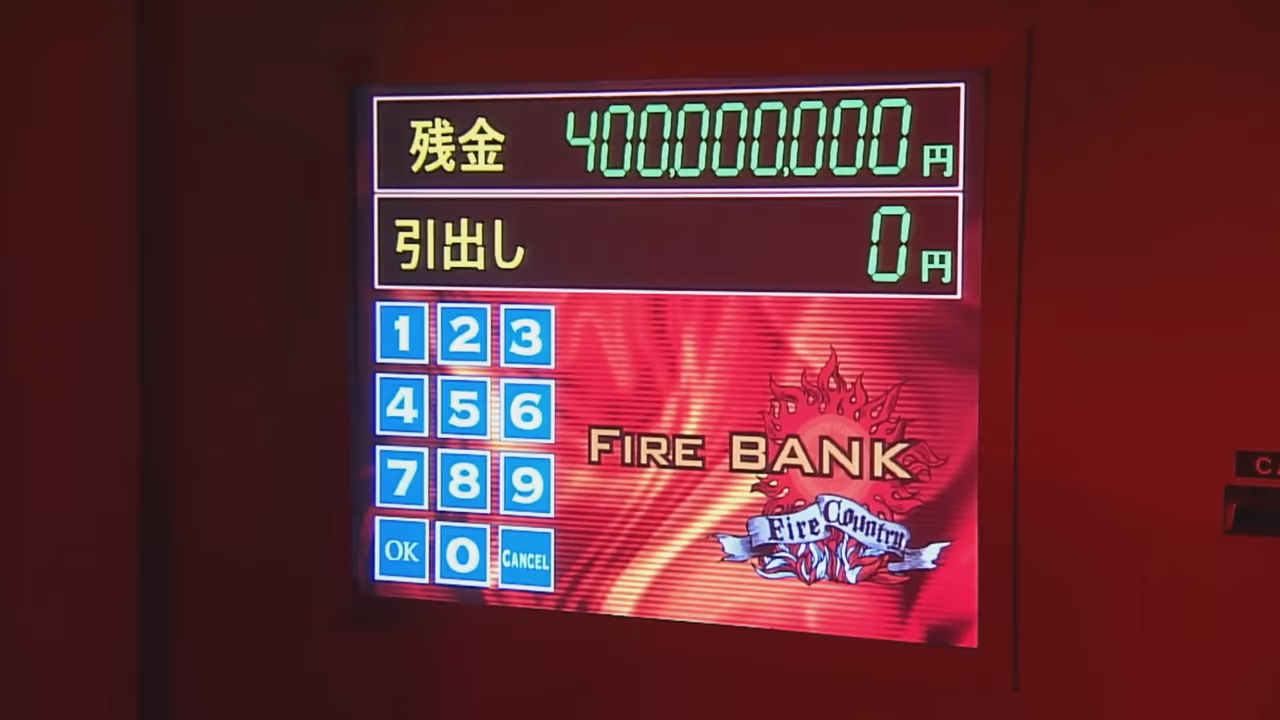 残金 400,000,000 円
引出し 0 円
1 2 3
4 5 6
7 8 9
OK 0 CANCEL
FIRE BANK
Fire Country